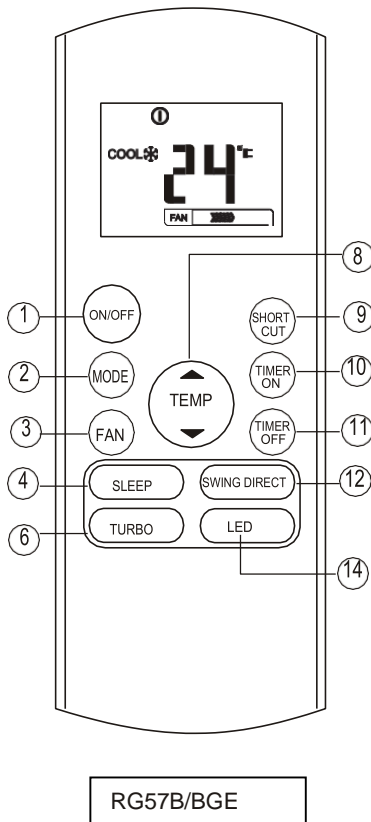 COOL 24°C
FAN
8
1 ON/OFF SHORT CUT 9
2 MODE TEMP TIMER ON 10
3 FAN TIMER OFF 11
4 SLEEP SWING DIRECT 12
6 TURBO LED 14
RG57B/BGE